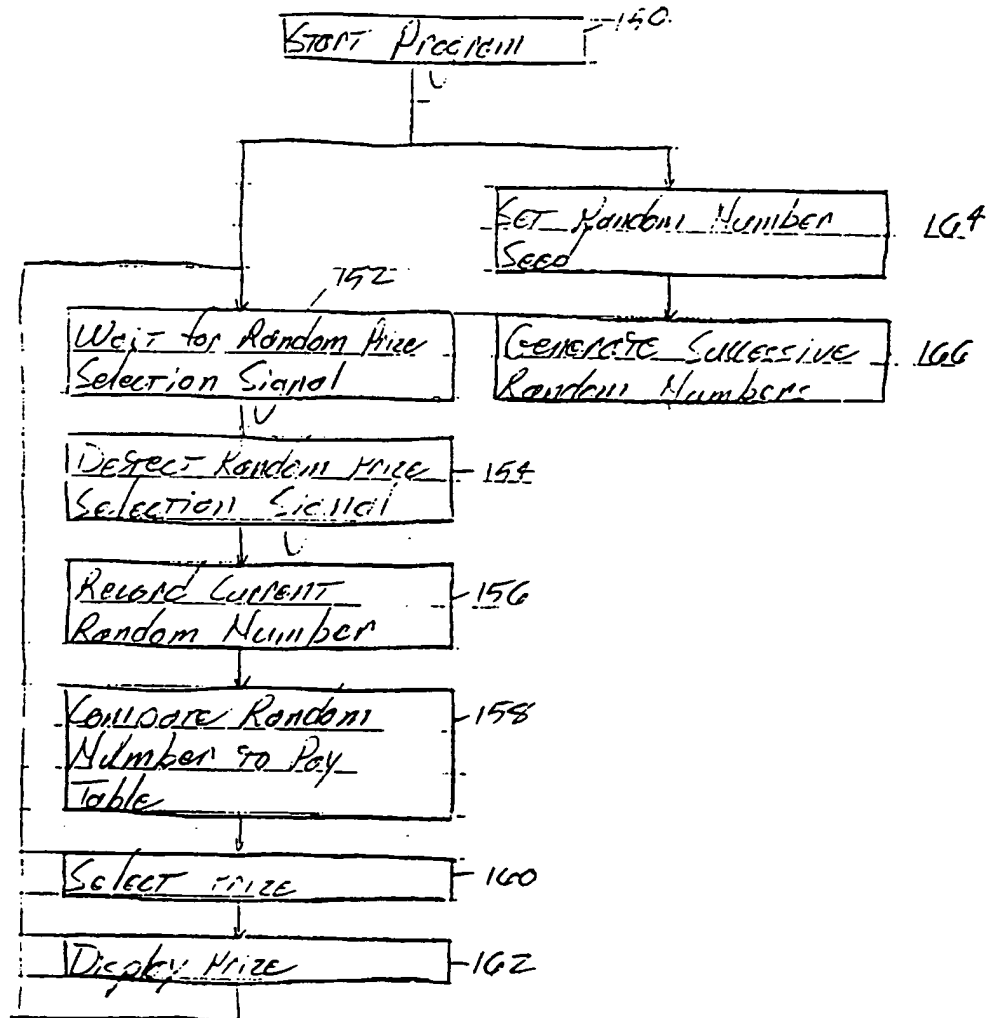 Start Program
150
Set Random Number
Seed
164
152
Wait for Random Prize
Selection Signal
Generate Successive
Random Numbers
166
Detect Random Prize
Selection Signal
154
Record Current
Random Number
156
Compare Random
Number to Pay
Table
158
Select Prize
160
Display Prize
162